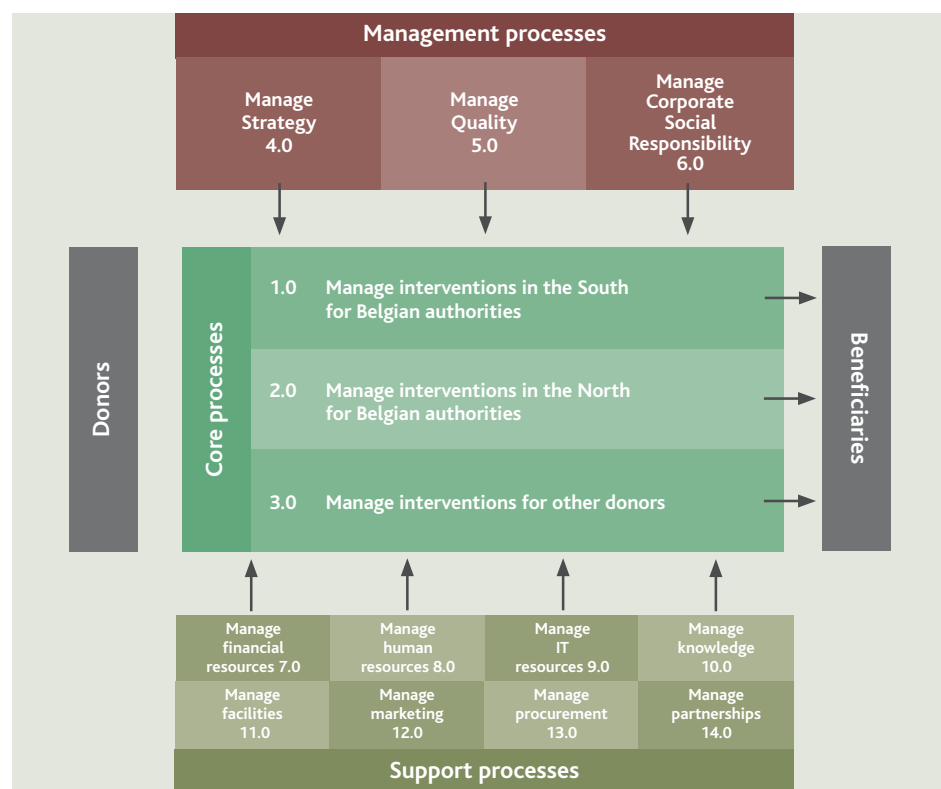 Management processes
Manage
Strategy
4.0
Manage
Quality
5.0
Manage
Corporate
Social
Responsibility
6.0
Donors
Core processes
1.0 Manage interventions in the South
for Belgian authorities
2.0 Manage interventions in the North
for Belgian authorities
3.0 Manage interventions for other donors
Beneficiaries
Manage
financial
resources 7.0
Manage
human
resources 8.0
Manage
IT
resources 9.0
Manage
knowledge
10.0
Manage
facilities
11.0
Manage
marketing
12.0
Manage
procurement
13.0
Manage
partnerships
14.0
Support processes